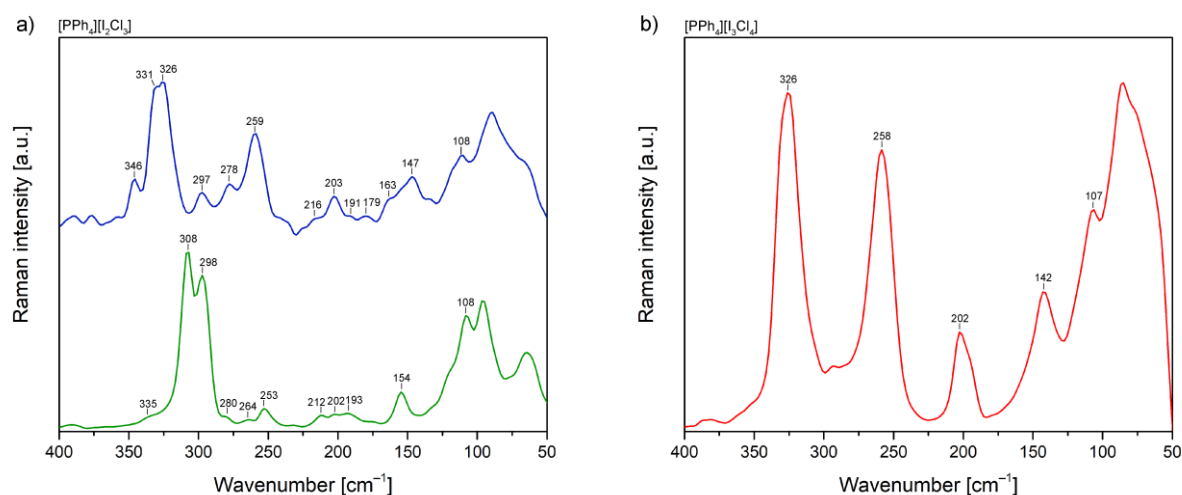 a)
[PPh₄][I₂Cl₃]
331 326
346
297
278
259
216
203
191
179
163
147
108
308
298
335
280
264
253
212
202
193
154
108
Raman intensity [a.u.]
400 350 300 250 200 150 100 50
Wavenumber [cm⁻¹]
b)
[PPh₄][I₃Cl₄]
326
258
202
142
107
Raman intensity [a.u.]
400 350 300 250 200 150 100 50
Wavenumber [cm⁻¹]